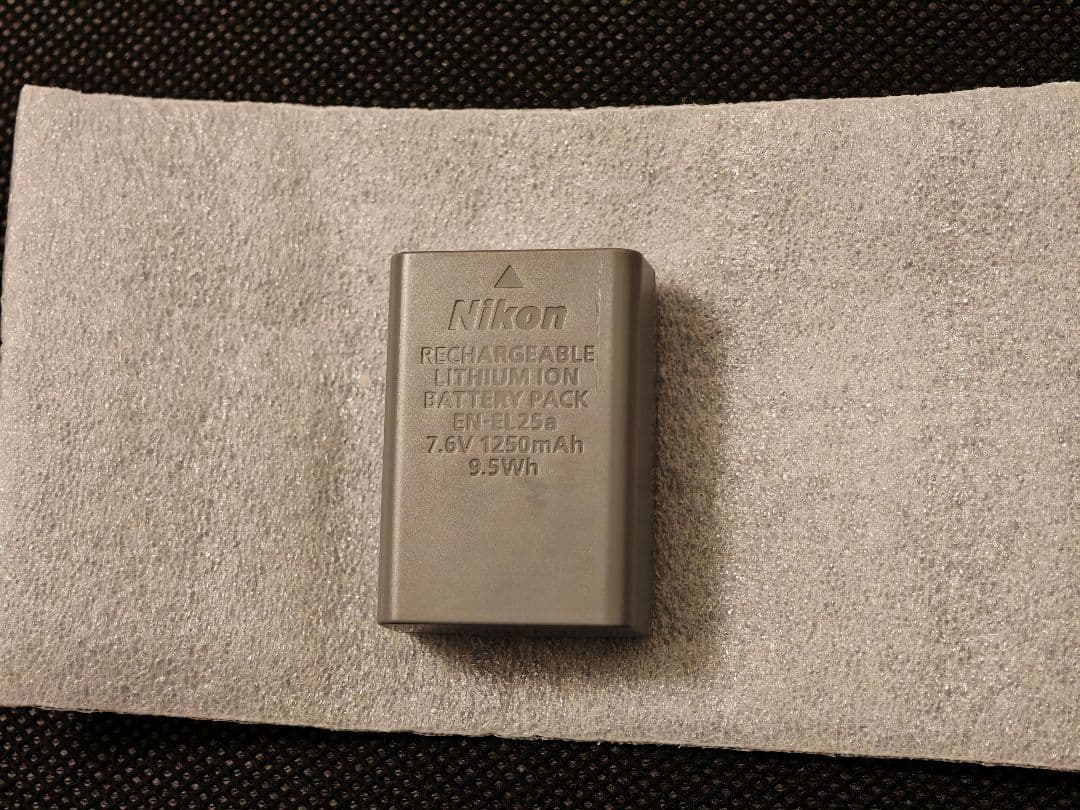 Nikon
RECHARGEABLE
LITHIUM ION
BATTERY PACK
EN-EL25a
7.6V 1250mAh
9.5Wh